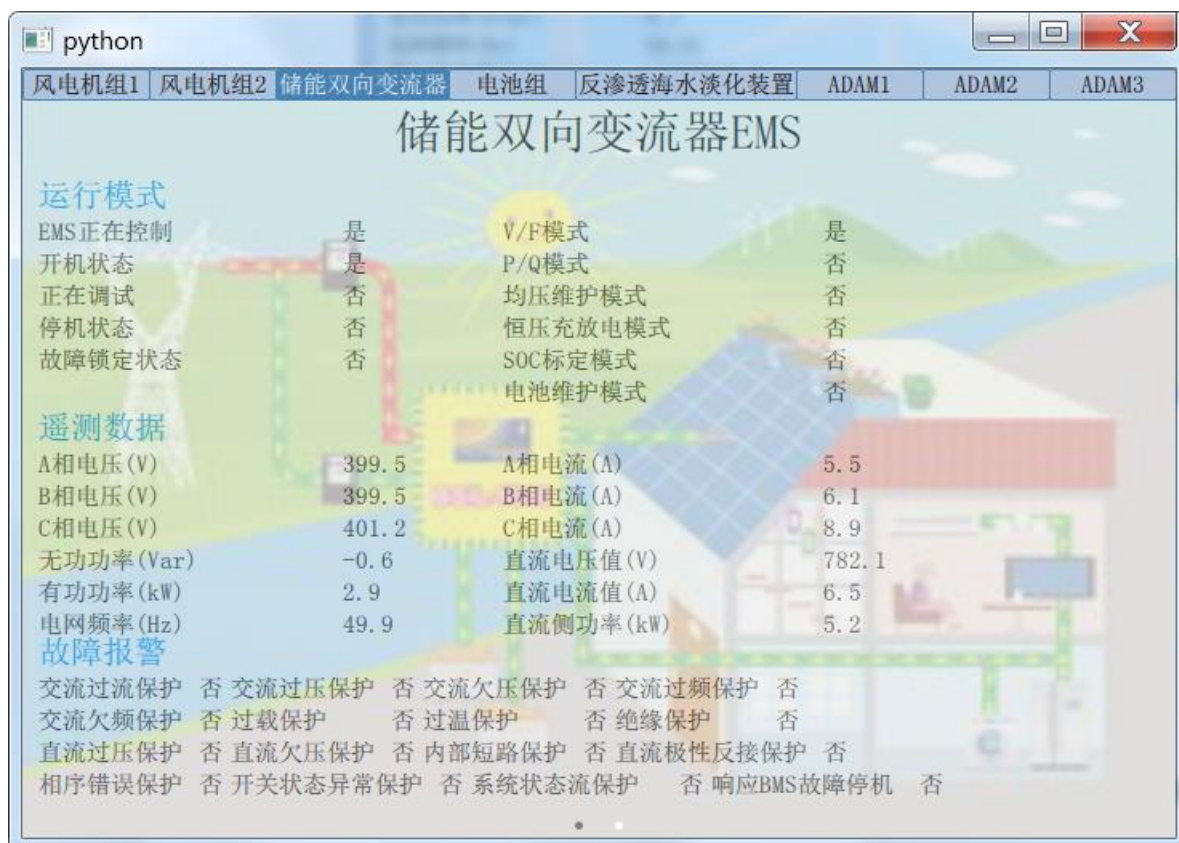 python
风电机组1 风电机组2 储能双向变流器 电池组 反渗透海水淡化装置 ADAM1 ADAM2 ADAM3
储能双向变流器EMS
运行模式
EMS正在控制 是 V/F模式 是
开机状态 是 P/Q模式 否
正在调试 否 均压维护模式 否
停机状态 否 恒压充放电模式 否
故障锁定状态 否 SOC标定模式 否
电池维护模式 否
遥测数据
A相电压(V) 399.5 A相电流(A) 5.5
B相电压(V) 399.5 B相电流(A) 6.1
C相电压(V) 401.2 C相电流(A) 8.9
无功功率(Var) -0.6 直流电压值(V) 782.1
有功功率(kW) 2.9 直流电流值(A) 6.5
电网频率(Hz) 49.9 直流侧功率(kW) 5.2
故障报警
交流过流保护 否 交流过压保护 否 交流欠压保护 否 交流过频保护 否
交流欠频保护 否 过载保护 否 过温保护 否 绝缘保护 否
直流过压保护 否 直流欠压保护 否 内部短路保护 否 直流极性反接保护 否
相序错误保护 否 开关状态异常保护 否 系统状态流保护 否 响应BMS故障停机 否